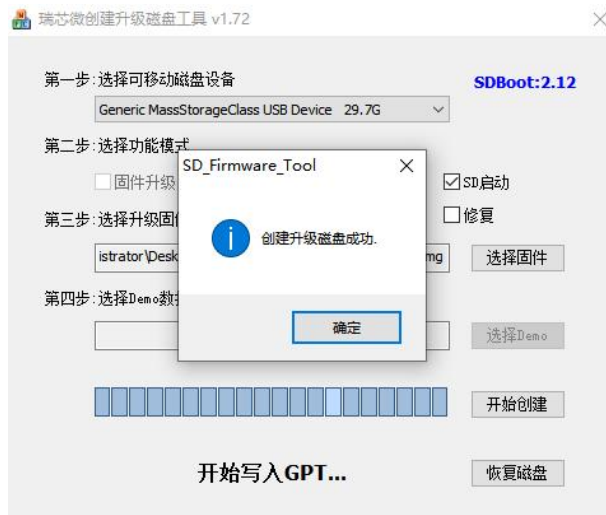 瑞芯微创建升级磁盘工具 v1.72
第一步:选择可移动磁盘设备
SDBoot:2.12
Generic MassStorageClass USB Device 29.7G
第二步:选择功能模式
SD_Firmware_Tool
固件升级
SD启动
创建升级磁盘成功.
修复
第三步:选择升级固
istrator\Desk
mg
选择固件
第四步:选择Demo数
确定
选择Demo
开始创建
开始写入GPT...
恢复磁盘